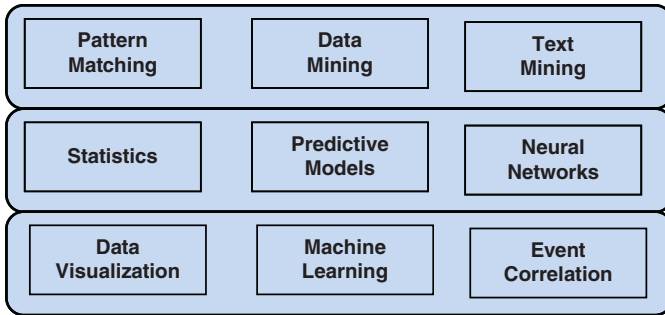 Pattern
Matching
Data
Mining
Text
Mining
Statistics
Predictive
Models
Neural
Networks
Data
Visualization
Machine
Learning
Event
Correlation